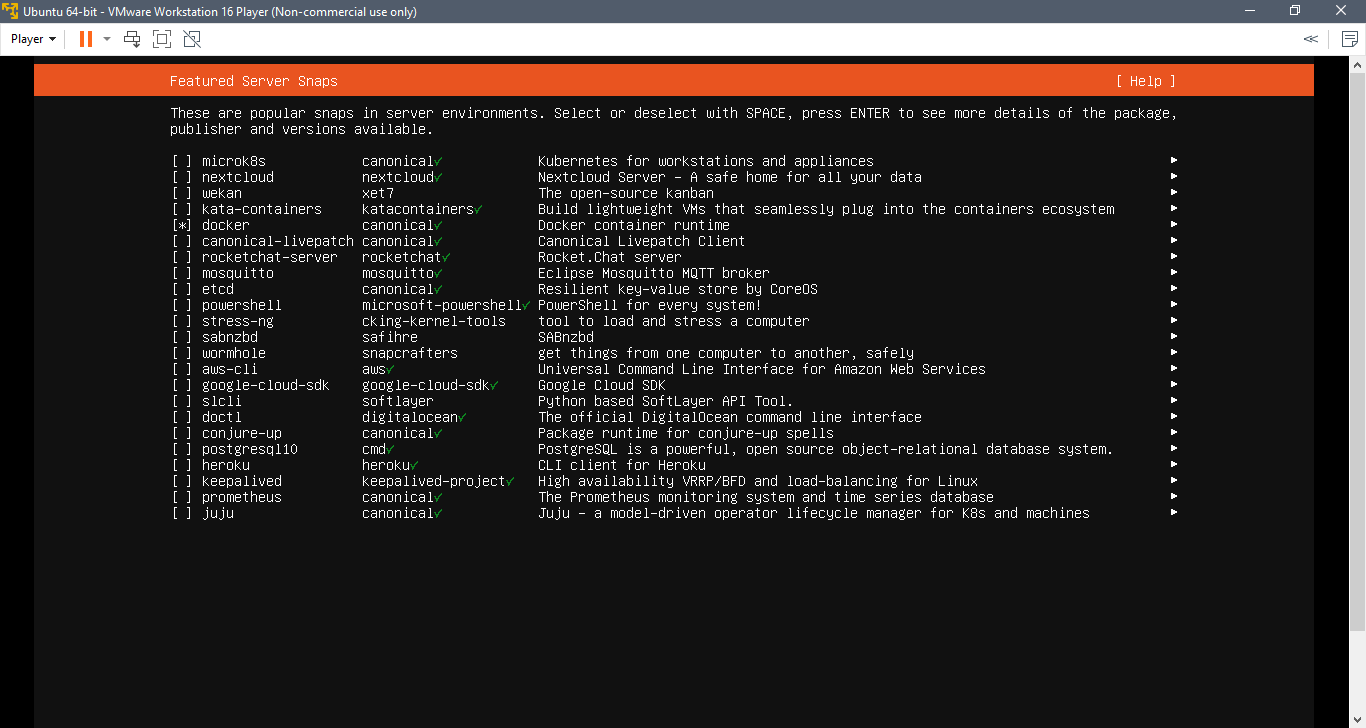 Ubuntu 64-bit - VMware Workstation 16 Player (Non-commercial use only)
Player
Featured Server Snaps [ Help ]
These are popular snaps in server environments. Select or deselect with SPACE, press ENTER to see more details of the package,
publisher and versions available.
[ ] microk8s canonical✓ Kubernetes for workstations and appliances ►
[ ] nextcloud nextcloud✓ Nextcloud Server - A safe home for all your data ►
[ ] wekan xet7 The open-source kanban ►
[ ] kata-containers katacontainers✓ Build lightweight VMs that seamlessly plug into the containers ecosystem ►
[*] docker canonical✓ Docker container runtime ►
[ ] canonical-livepatch canonical✓ Canonical Livepatch Client ►
[ ] rocketchat-server rocketchat✓ Rocket.Chat server ►
[ ] mosquitto mosquitto✓ Eclipse Mosquitto MQTT broker ►
[ ] etcd canonical✓ Resilient key-value store by CoreOS ►
[ ] powershell microsoft-powershell✓ PowerShell for every system! ►
[ ] stress-ng cking-kernel-tools tool to load and stress a computer ►
[ ] sabnzbd safihre SABnzbd ►
[ ] wormhole snapcrafters get things from one computer to another, safely ►
[ ] aws-cli aws✓ Universal Command Line Interface for Amazon Web Services ►
[ ] google-cloud-sdk google-cloud-sdk✓ Google Cloud SDK ►
[ ] slcli softlayer Python based SoftLayer API Tool. ►
[ ] doctl digitalocean✓ The official DigitalOcean command line interface ►
[ ] conjure-up canonical✓ Package runtime for conjure-up spells ►
[ ] postgresql10 cmd✓ PostgreSQL is a powerful, open source object-relational database system. ►
[ ] heroku heroku✓ CLI client for Heroku ►
[ ] keepalived keepalived-project✓ High availability VRRP/BFD and load-balancing for Linux ►
[ ] prometheus canonical✓ The Prometheus monitoring system and time series database ►
[ ] juju canonical✓ Juju - a model-driven operator lifecycle manager for K8s and machines ►